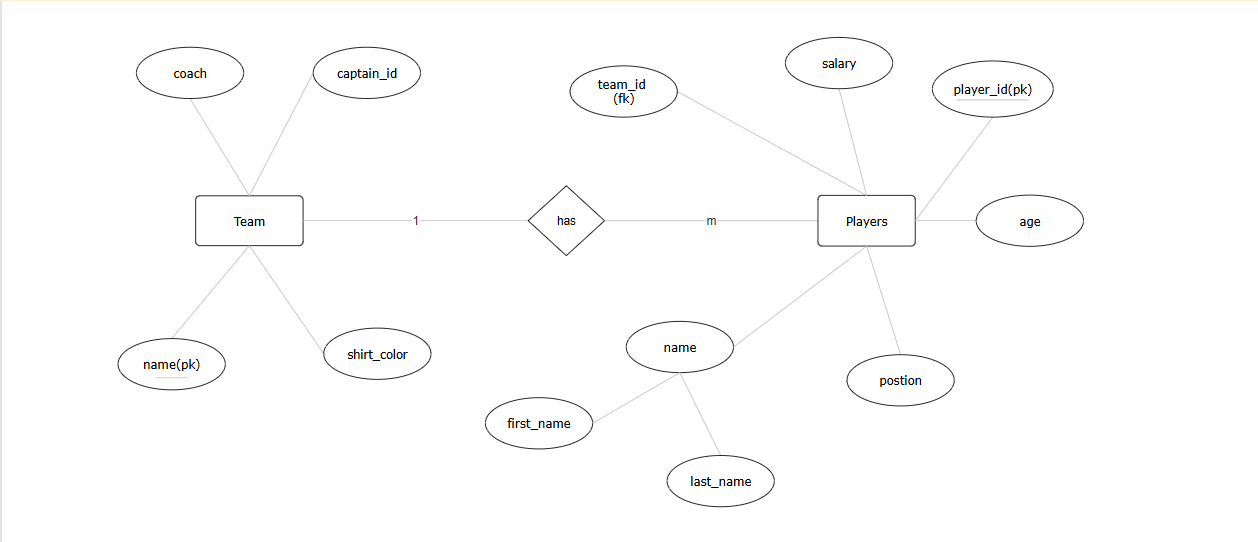 coach
captain_id
team_id
(fk)
salary
player_id(pk)
Team
1
has
m
Players
age
name(pk)
shirt_color
name
postion
first_name
last_name